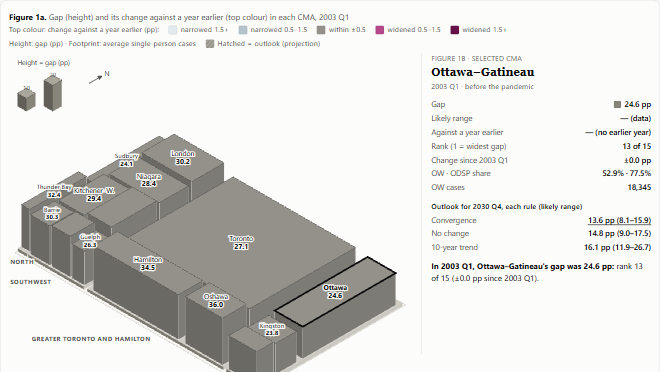 Figure 1a. Gap (height) and its change against a year earlier (top colour) in each CMA, 2003 Q1
Top colour: change against a year earlier (pp): narrowed 1.5+ narrowed 0.5–1.5 within ±0.5 widened 0.5–1.5 widened 1.5+
Height: gap (pp) · Footprint: average single-person cases Hatched = outlook (projection)
Height = gap (pp)
N
London
30.2
Sudbury
24.1
Niagara
28.4
Thunder Bay
32.4
Kitchener_W.
29.4
Barrie
30.3
Guelph
26.3
Toronto
27.1
Hamilton
34.5
Oshawa
36.0
Ottawa
24.6
Kingston
23.8
NORTH
SOUTHWEST
GREATER TORONTO AND HAMILTON
FIGURE 1B · SELECTED CMA
Ottawa–Gatineau
2003 Q1 · before the pandemic
Gap 24.6 pp
Likely range — (data)
Against a year earlier — (no earlier year)
Rank (1 = widest gap) 13 of 15
Change since 2003 Q1 ±0.0 pp
OW · ODSP share 52.9% · 77.5%
OW cases 18,345
Outlook for 2030 Q4, each rule (likely range)
Convergence 13.6 pp (8.1–15.9)
No change 14.8 pp (9.0–17.5)
10-year trend 16.1 pp (11.9–26.7)
In 2003 Q1, Ottawa–Gatineau's gap was 24.6 pp: rank 13
of 15 (±0.0 pp since 2003 Q1).